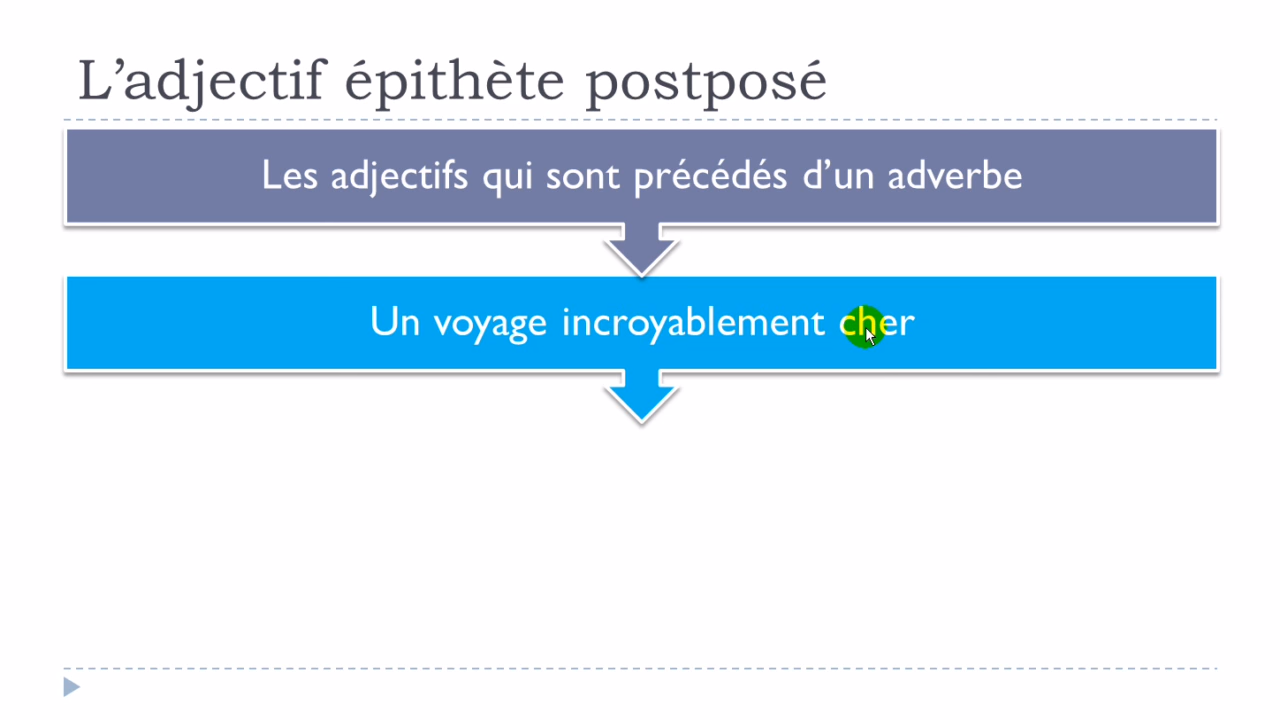 L’adjectif épithète postposé
Les adjectifs qui sont précédés d’un adverbe
Un voyage incroyablement cher